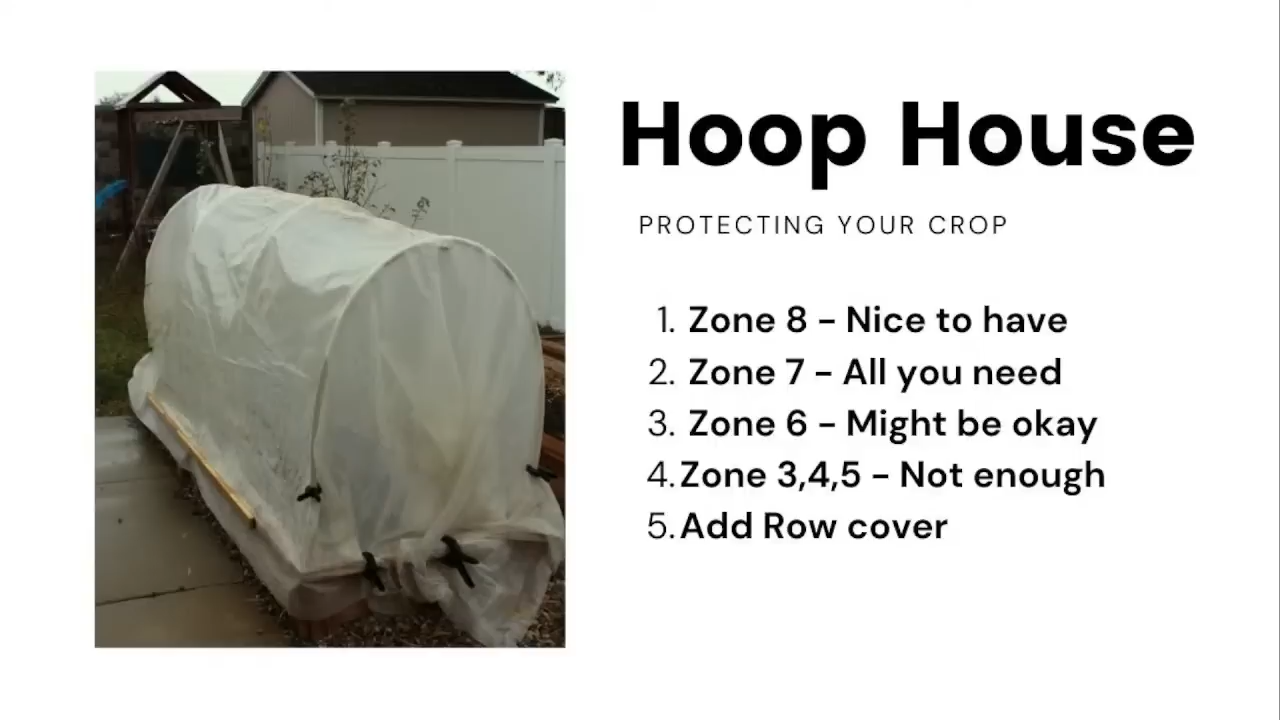 Hoop House
PROTECTING YOUR CROP
1. Zone 8 - Nice to have
2. Zone 7 - All you need
3. Zone 6 - Might be okay
4. Zone 3,4,5 - Not enough
5. Add Row cover